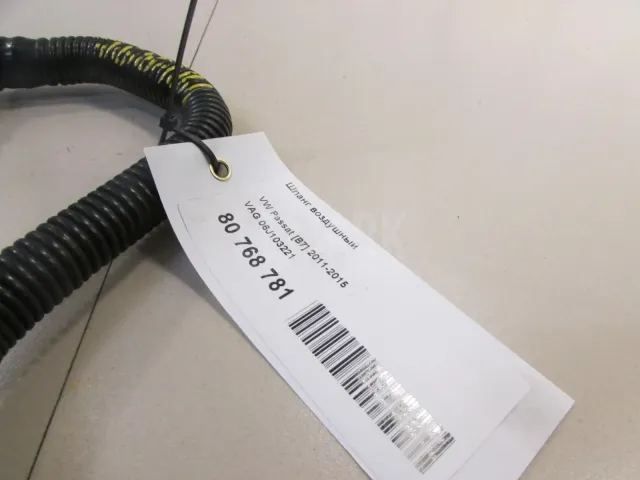 Шланг воздушный
VW Passat [B7] 2011-2015
VAG 06J103221
80 768 781